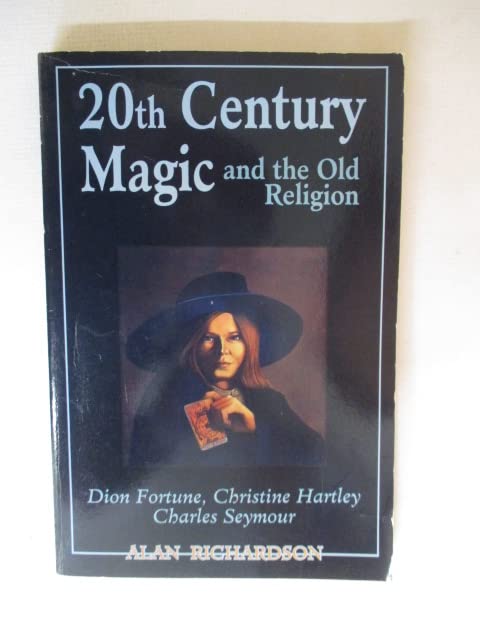 20th Century
Magic and the Old
Religion
Dion Fortune, Christine Hartley
Charles Seymour
ALAN RICHARDSON